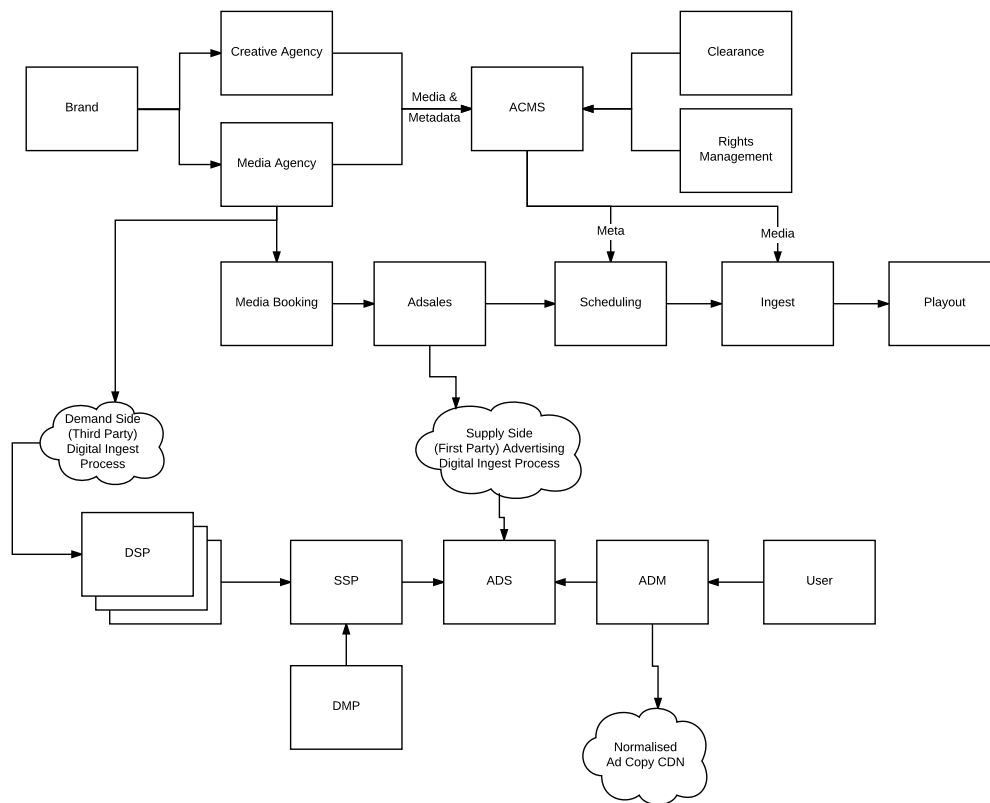 Creative Agency
Clearance
Brand
Media &
Metadata
ACMS
Media Agency
Rights
Management
Meta
Media
Media Booking
Adsales
Scheduling
Ingest
Playout
Demand Side
(Third Party)
Digital Ingest
Process
Supply Side
(First Party) Advertising
Digital Ingest Process
DSP
SSP
ADS
ADM
User
DMP
Normalised
Ad Copy CDN